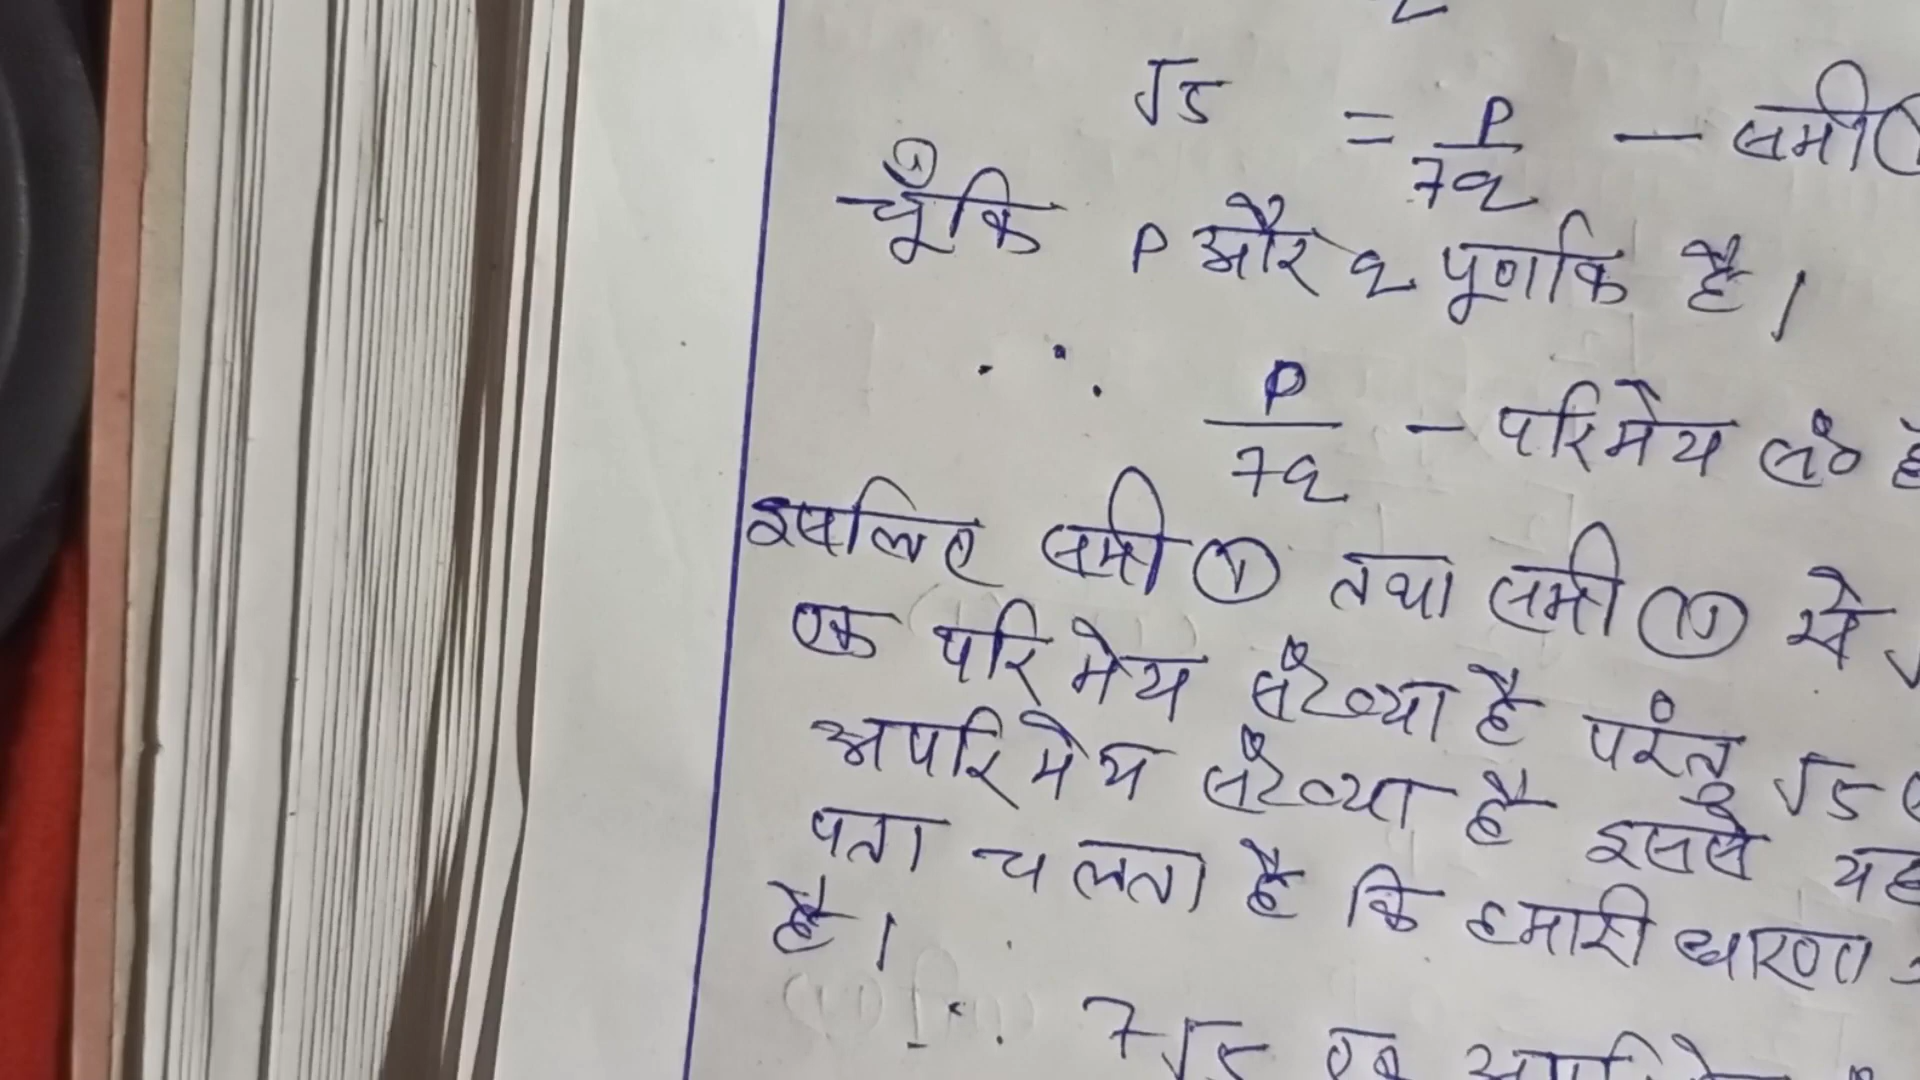 √5 = p/7q — समी
चूँकि p और q पूर्णांक है।
∴ p/7q - परिमेय सं०
इसलिए समी तथा समी से
एक परिमेय संख्या है परंतु √5
अपरिमेय संख्या है इससे यह
पता चलता है कि हमारी धारणा
है।
∴ 7√5 एक